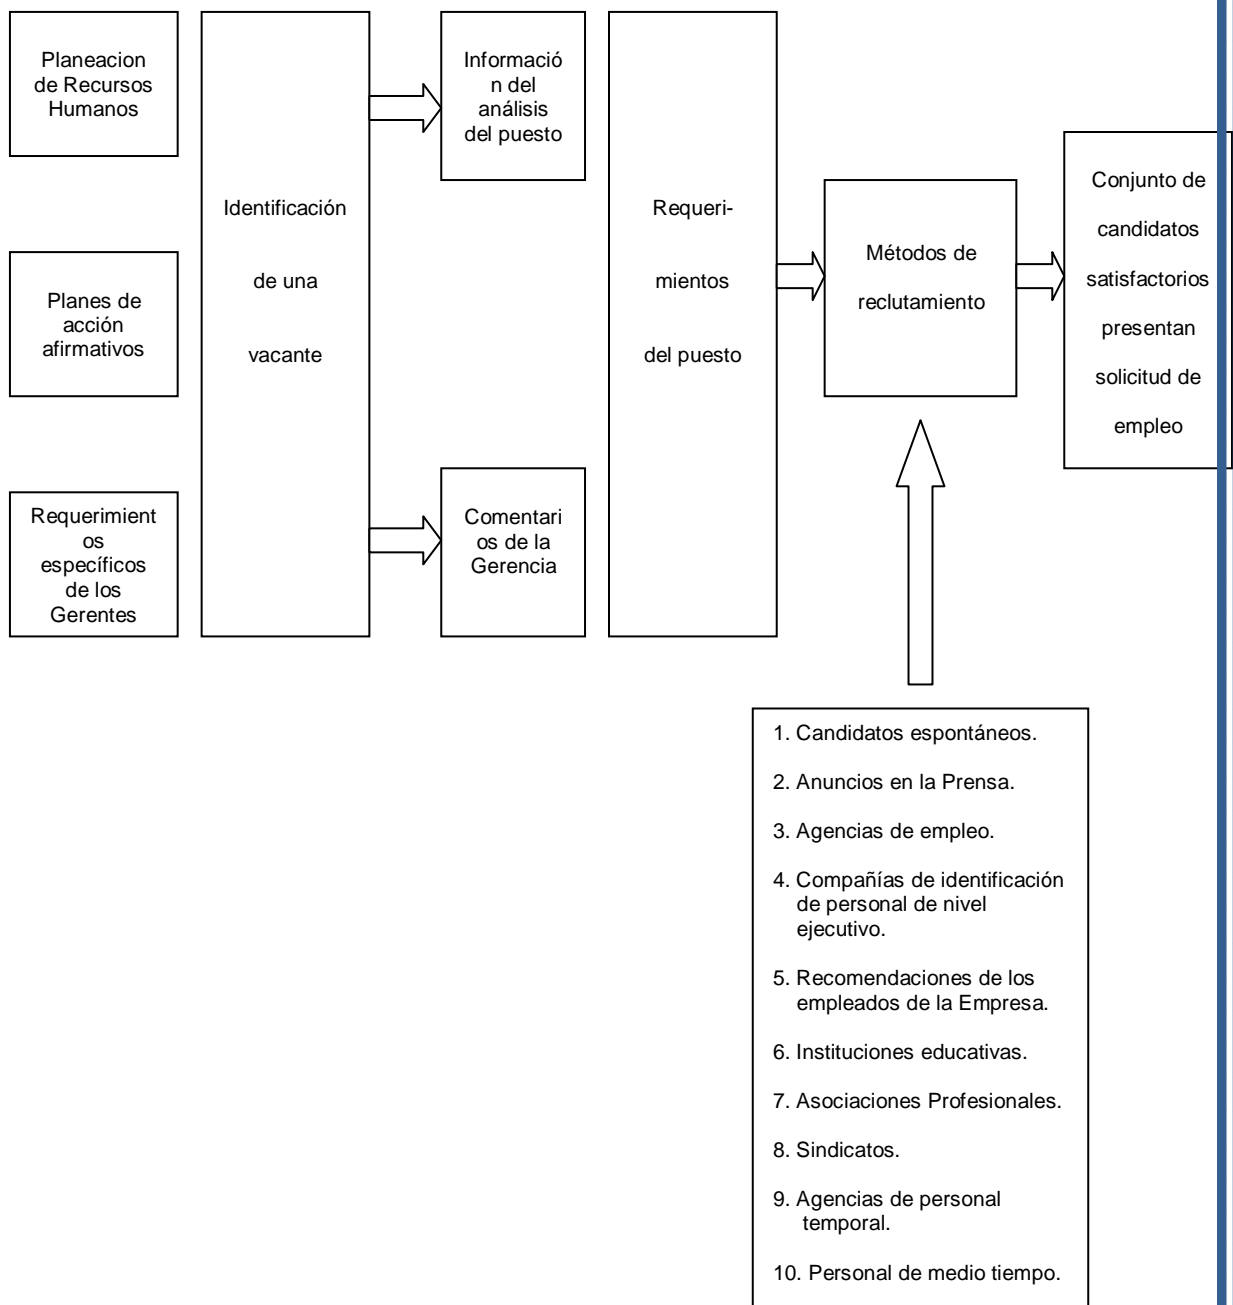 Planeacion
de Recursos
Humanos
Planes de
acción
afirmativos
Requerimient
os
específicos
de los
Gerentes
Identificación
de una
vacante
Informació
n del
análisis
del puesto
Comentari
os de la
Gerencia
Requeri-
mientos
del puesto
Métodos de
reclutamiento
Conjunto de
candidatos
satisfactorios
presentan
solicitud de
empleo
1. Candidatos espontáneos.
2. Anuncios en la Prensa.
3. Agencias de empleo.
4. Compañías de identificación
de personal de nivel
ejecutivo.
5. Recomendaciones de los
empleados de la Empresa.
6. Instituciones educativas.
7. Asociaciones Profesionales.
8. Sindicatos.
9. Agencias de personal
temporal.
10. Personal de medio tiempo.